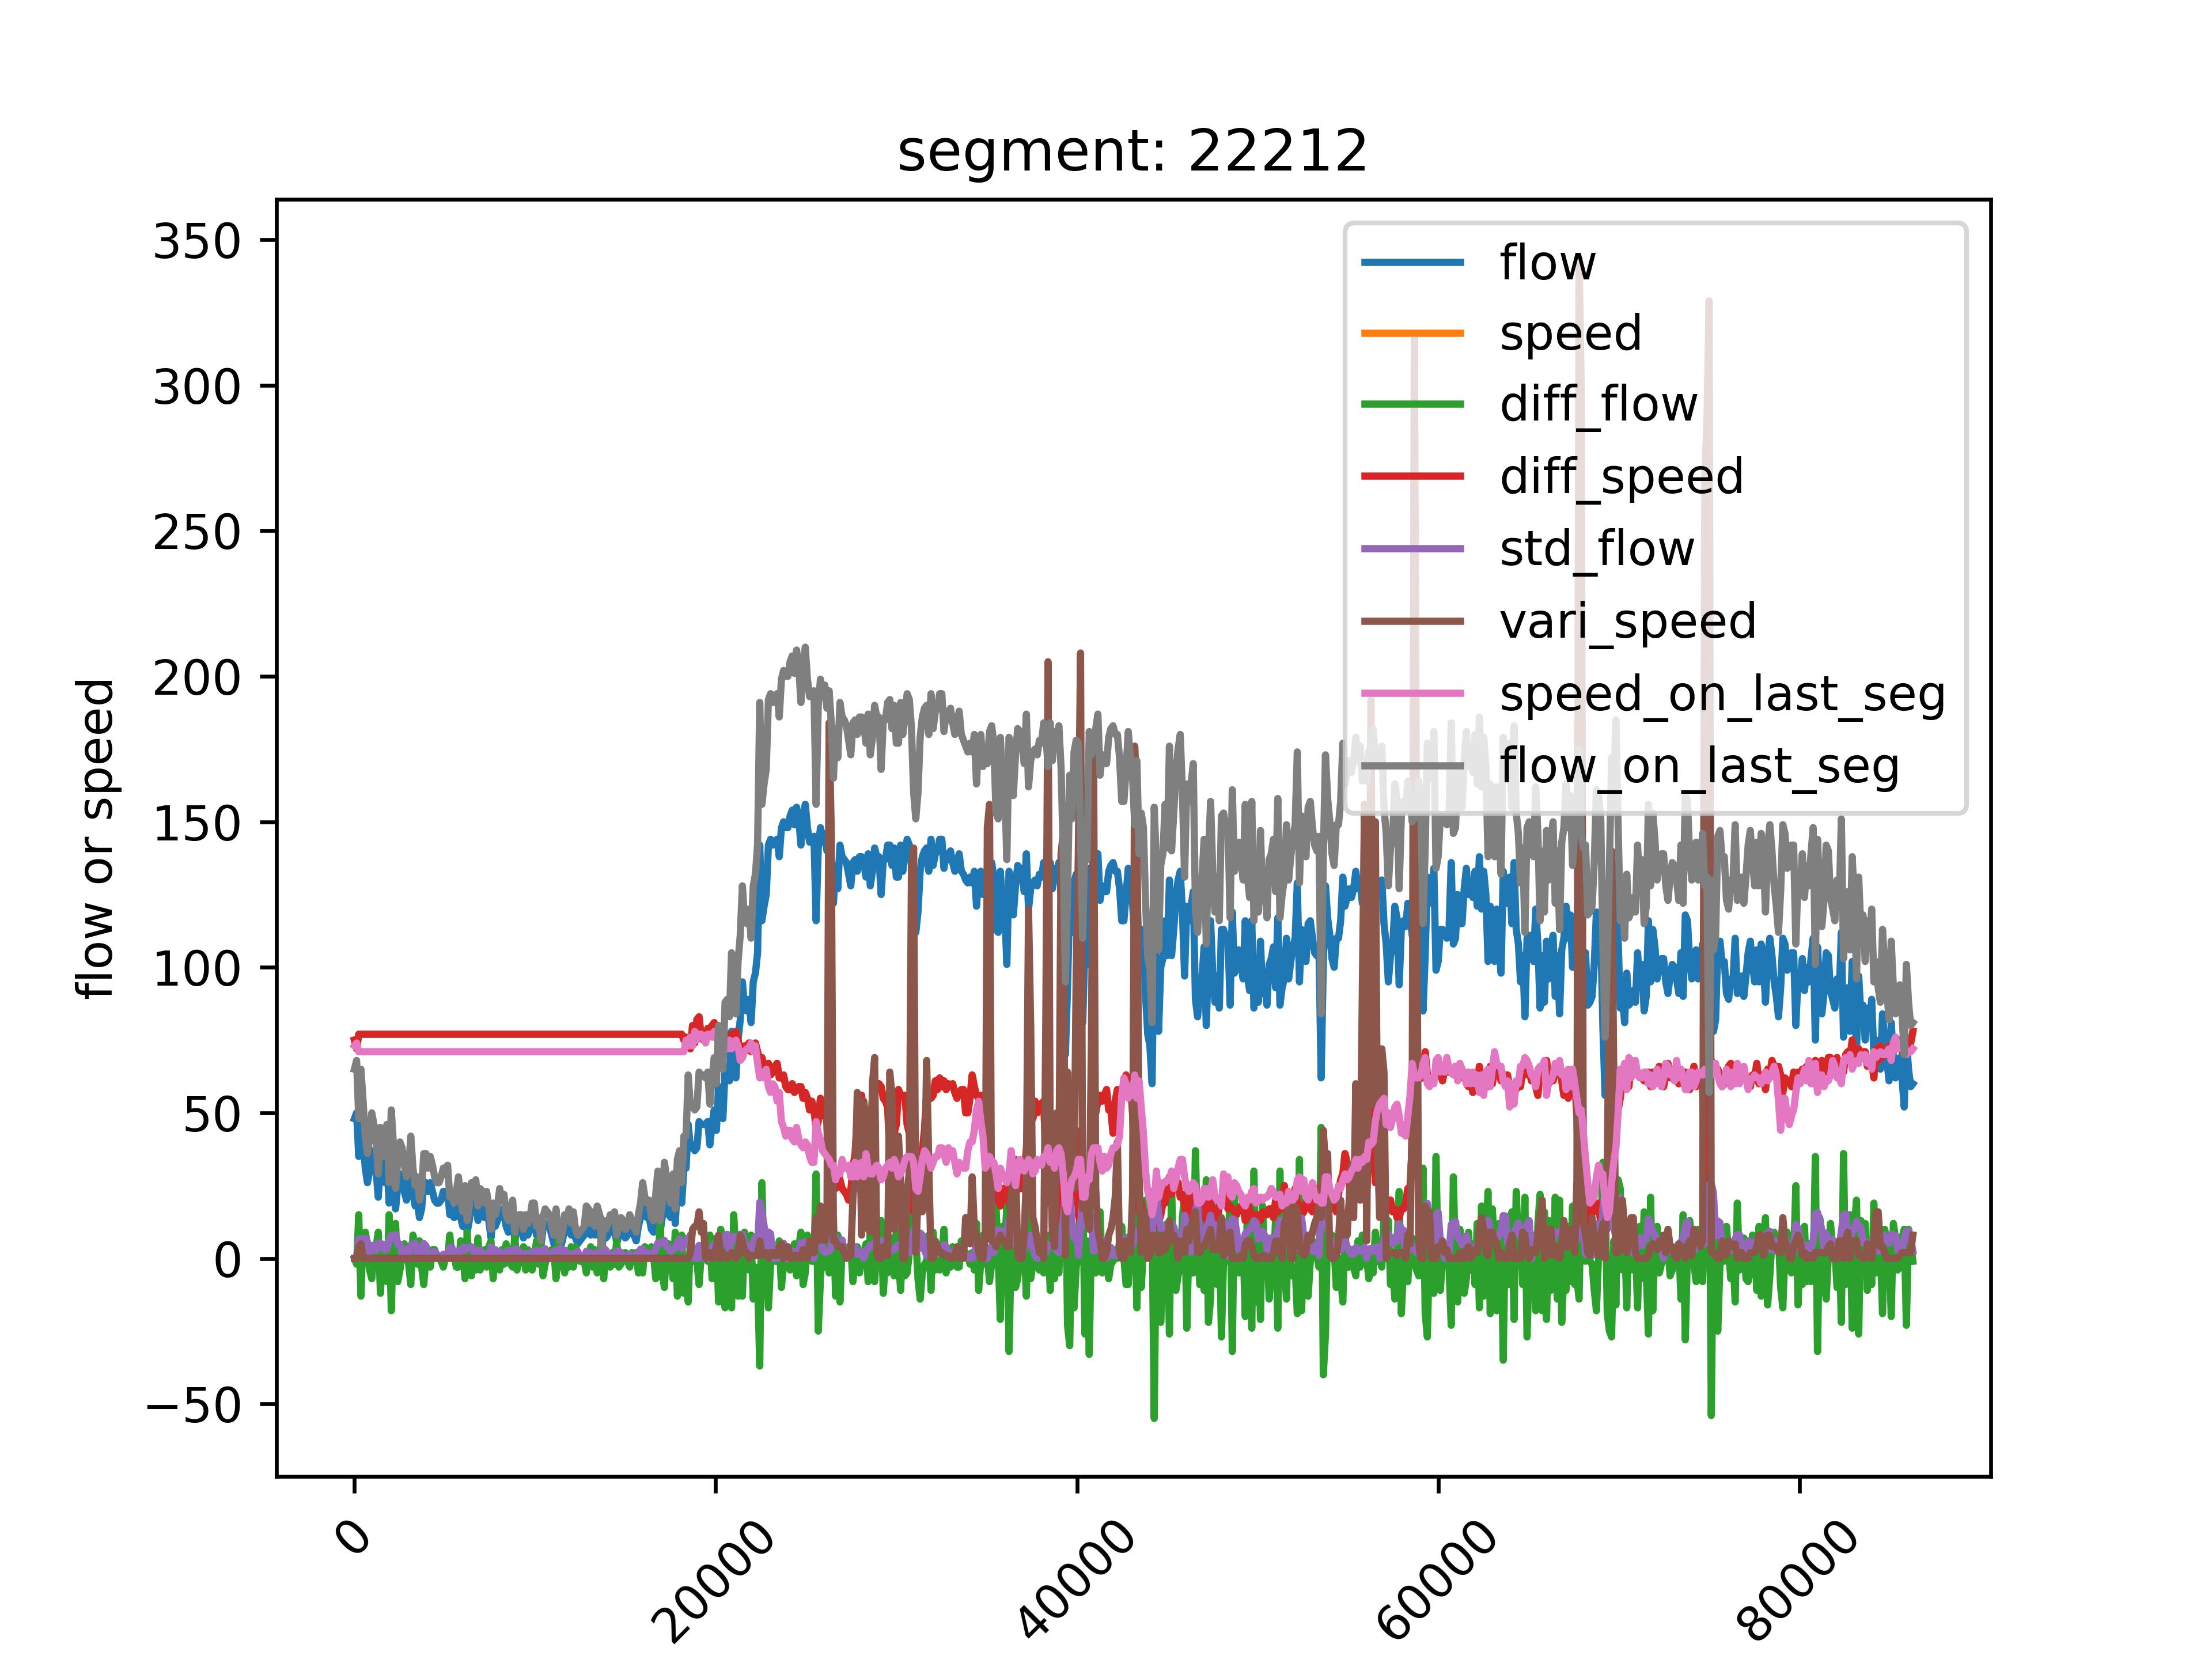 segment: 22212
350
300
250
200
150
100
50
0
−50
flow or speed
flow
speed
diff_flow
diff_speed
std_flow
vari_speed
speed_on_last_seg
flow_on_last_seg
0
20000
40000
60000
80000